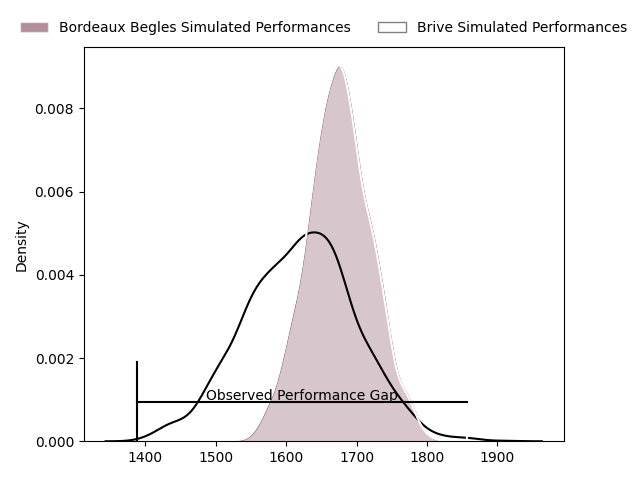 Bordeaux Begles Simulated Performances
Brive Simulated Performances
0.008
0.006
0.004
0.002
0.000
Density
Observed Performance Gap
1400
1500
1600
1700
1800
1900